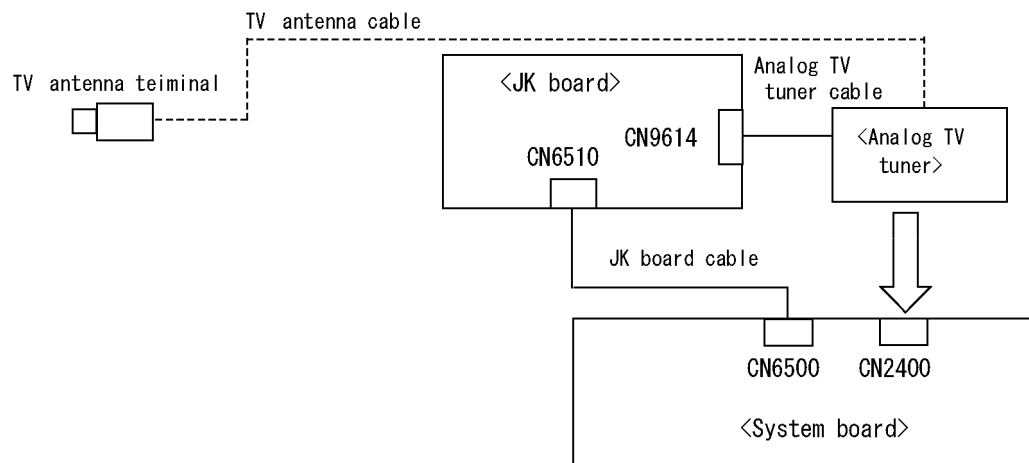 TV antenna cable
TV antenna teiminal
<JK board>
Analog TV
tuner cable
CN9614
<Analog TV
tuner>
CN6510
JK board cable
CN6500
CN2400
<System board>